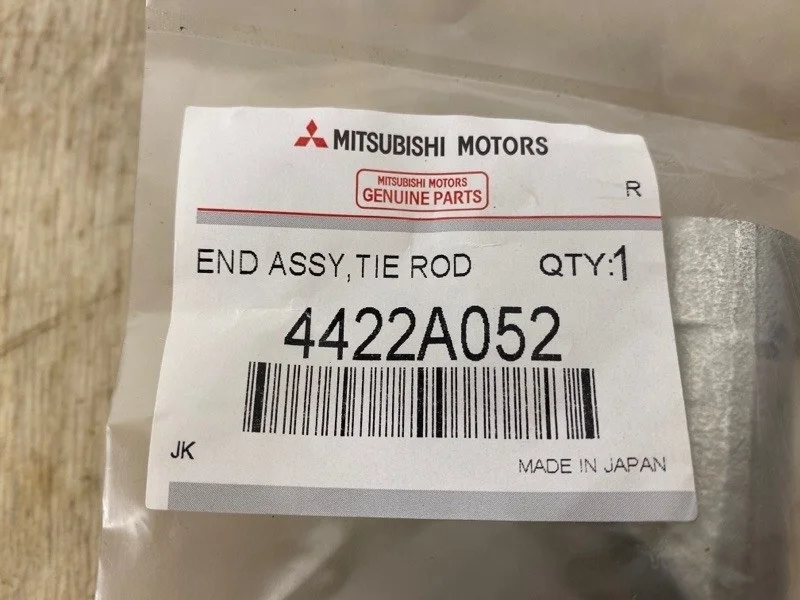 MITSUBISHI MOTORS
MITSUBISHI MOTORS
GENUINE PARTS
R
END ASSY,TIE ROD QTY:1
4422A052
JK
MADE IN JAPAN